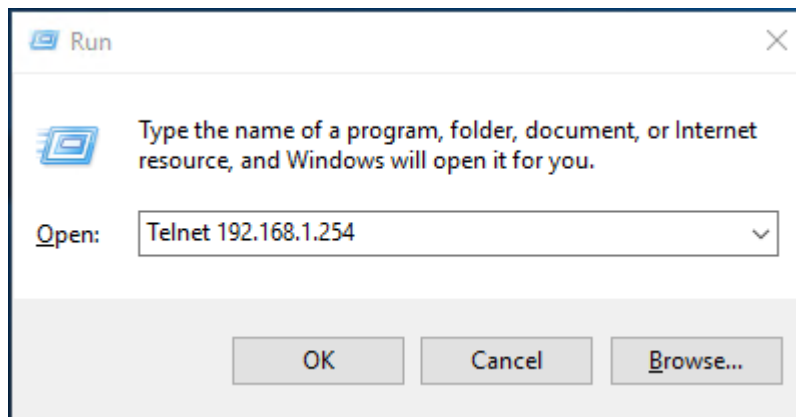 Run
Type the name of a program, folder, document, or Internet
resource, and Windows will open it for you.
Open: Telnet 192.168.1.254
OK Cancel Browse...